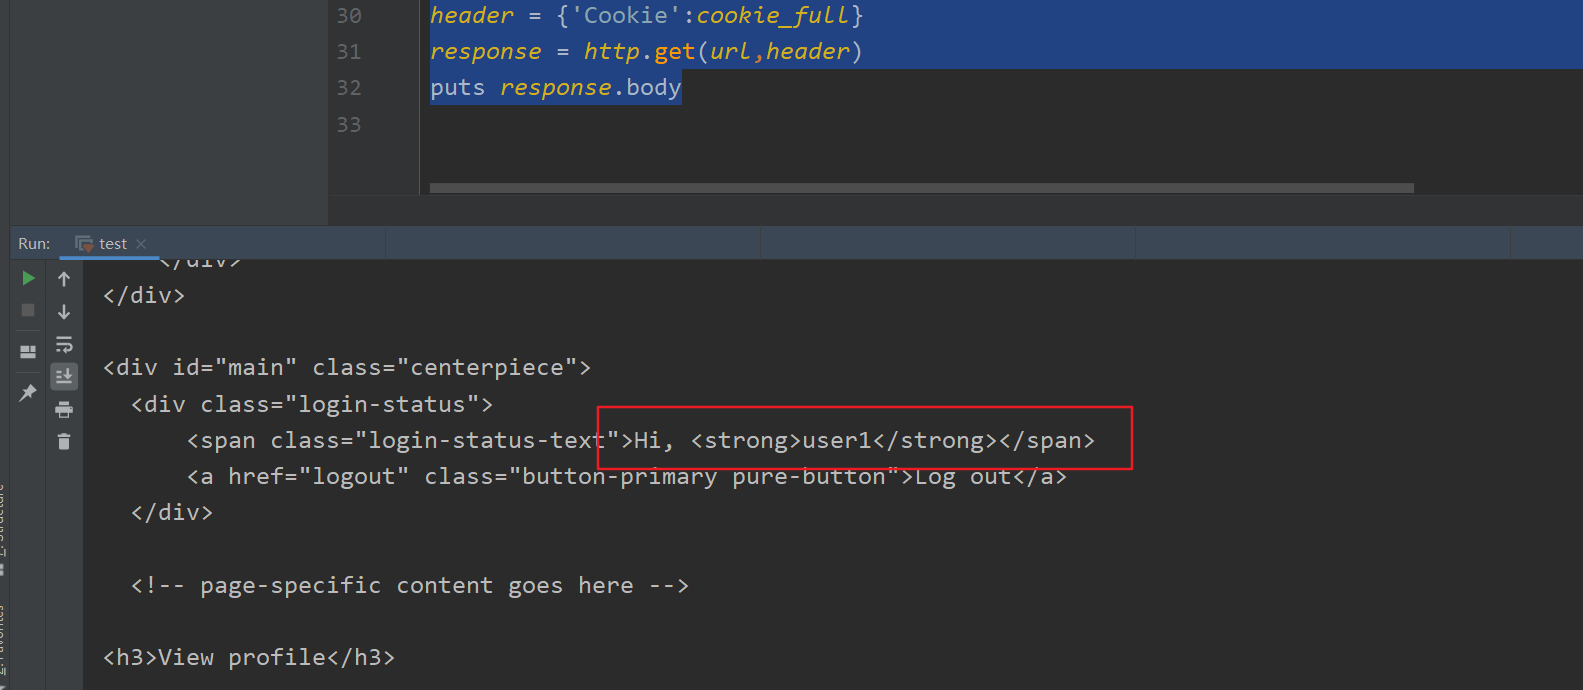 30 header = {'Cookie':cookie_full}
31 response = http.get(url,header)
32 puts response.body
33
Run: test
</div>
</div>
<div id="main" class="centerpiece">
<div class="login-status">
<span class="login-status-text">Hi, <strong>user1</strong></span>
<a href="logout" class="button-primary pure-button">Log out</a>
</div>
<!-- page-specific content goes here -->
<h3>View profile</h3>